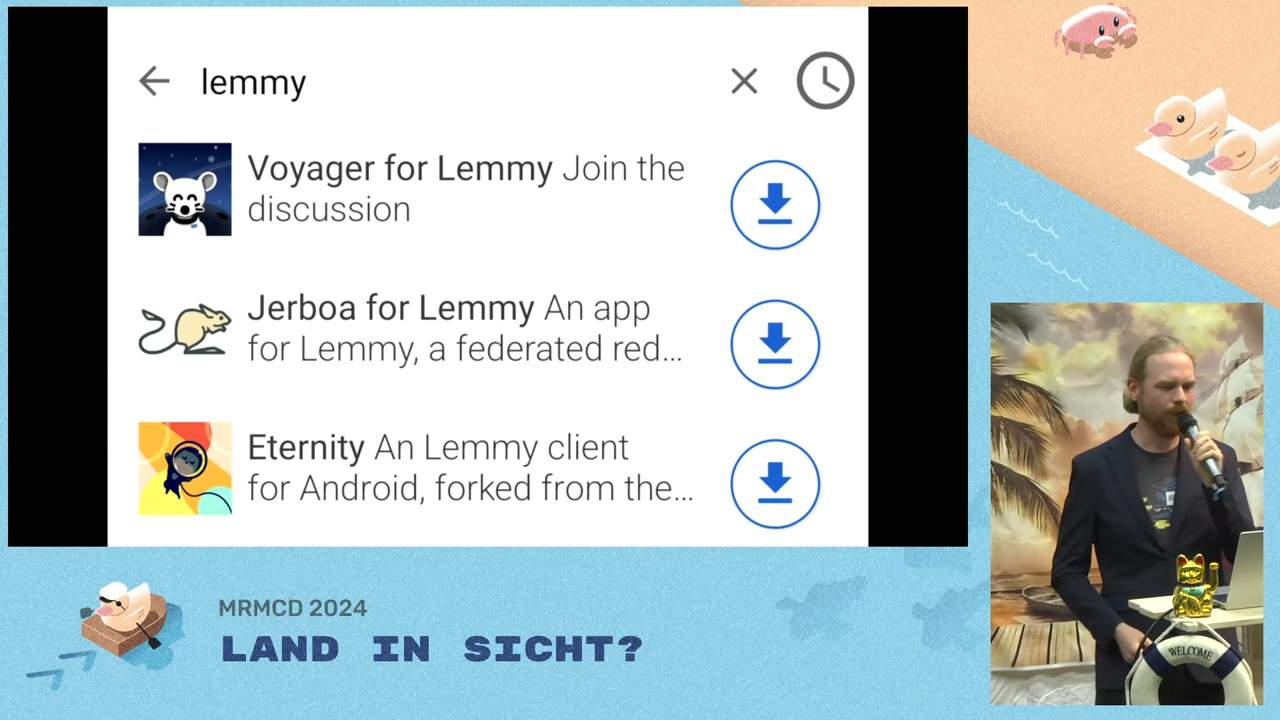 lemmy
Voyager for Lemmy Join the
discussion
Jerboa for Lemmy An app
for Lemmy, a federated red...
Eternity An Lemmy client
for Android, forked from the...
MRMCD 2024
LAND IN SICHT?
WELCOME